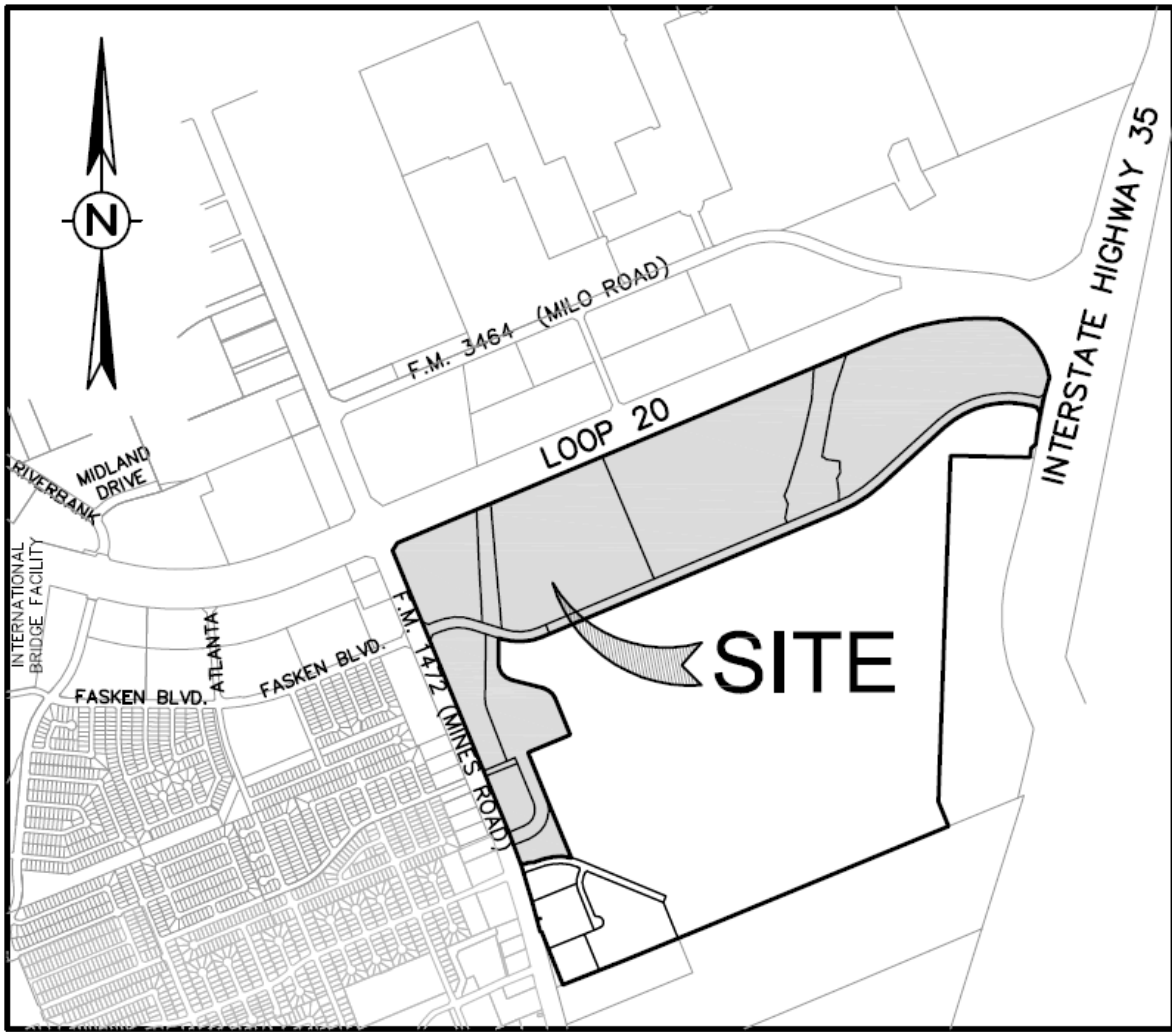 N
INTERSTATE HIGHWAY 35
F.M. 3464 (MILO ROAD)
LOOP 20
MIDLAND
DRIVE
RIVERBANK
INTERNATIONAL
BRIDGE FACILITY
ATLANTA
F.M. 1472 (MINES ROAD)
FASKEN BLVD.
FASKEN BLVD.
SITE